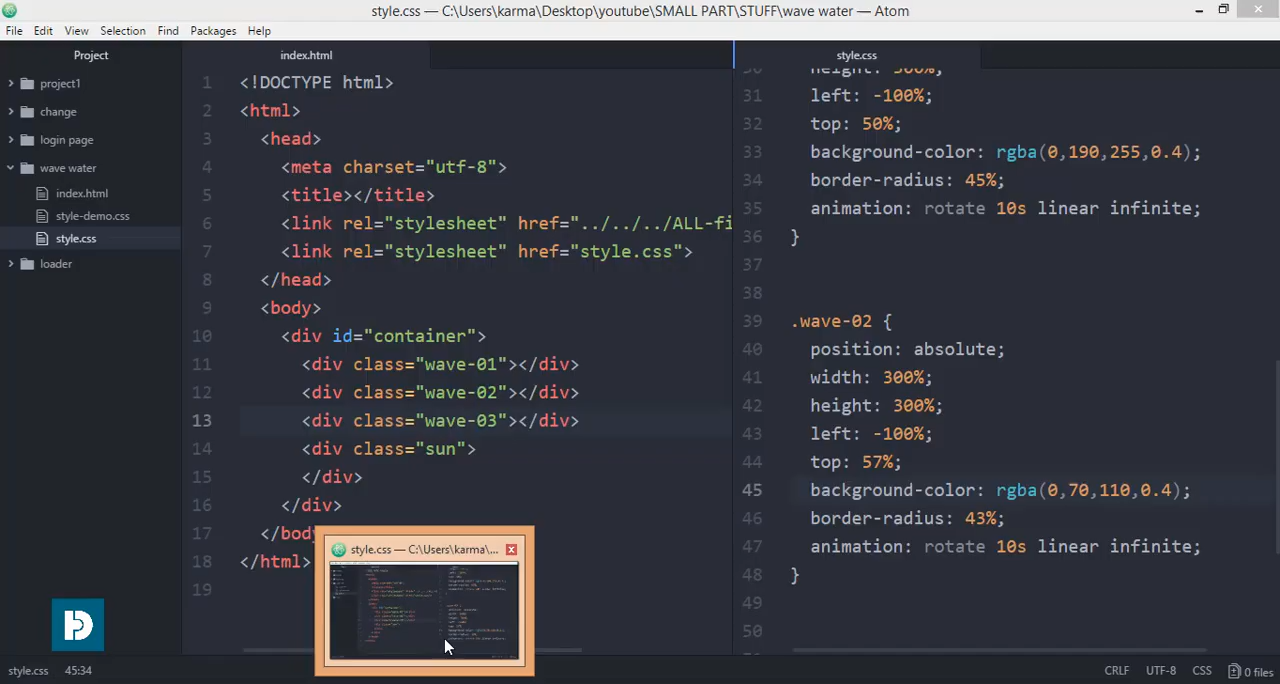 style.css — C:\Users\karma\Desktop\youtube\SMALL PART\STUFF\wave water — Atom
File Edit View Selection Find Packages Help
Project
project1
change
login page
wave water
index.html
style-demo.css
style.css
loader
index.html
1 <!DOCTYPE html>
2 <html>
3 <head>
4 <meta charset="utf-8">
5 <title></title>
6 <link rel="stylesheet" href="../../../ALL-fi
7 <link rel="stylesheet" href="style.css">
8 </head>
9 <body>
10 <div id="container">
11 <div class="wave-01"></div>
12 <div class="wave-02"></div>
13 <div class="wave-03"></div>
14 <div class="sun">
15 </div>
16 </div>
17 </bod
18 </html>
19
style.css
30 height: 300%;
31 left: -100%;
32 top: 50%;
33 background-color: rgba(0,190,255,0.4);
34 border-radius: 45%;
35 animation: rotate 10s linear infinite;
36 }
37
38
39 .wave-02 {
40 position: absolute;
41 width: 300%;
42 height: 300%;
43 left: -100%;
44 top: 57%;
45 background-color: rgba(0,70,110,0.4);
46 border-radius: 43%;
47 animation: rotate 10s linear infinite;
48 }
49
50
style.css — C:\Users\karma\...
style.css 45:34
CRLF UTF-8 CSS 0 files